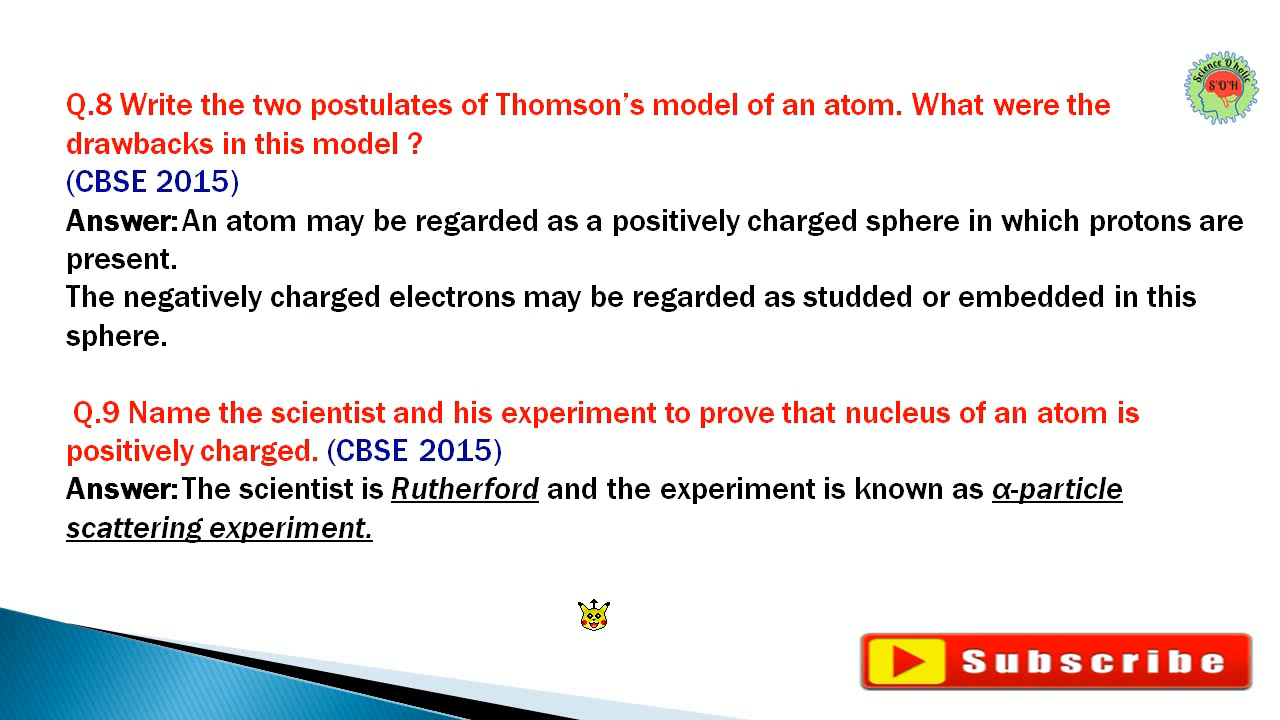 Science O'holic
S'O'H
Q.8 Write the two postulates of Thomson’s model of an atom. What were the
drawbacks in this model ?
(CBSE 2015)
Answer: An atom may be regarded as a positively charged sphere in which protons are
present.
The negatively charged electrons may be regarded as studded or embedded in this
sphere.
Q.9 Name the scientist and his experiment to prove that nucleus of an atom is
positively charged. (CBSE 2015)
Answer: The scientist is Rutherford and the experiment is known as α-particle
scattering experiment.
Subscribe